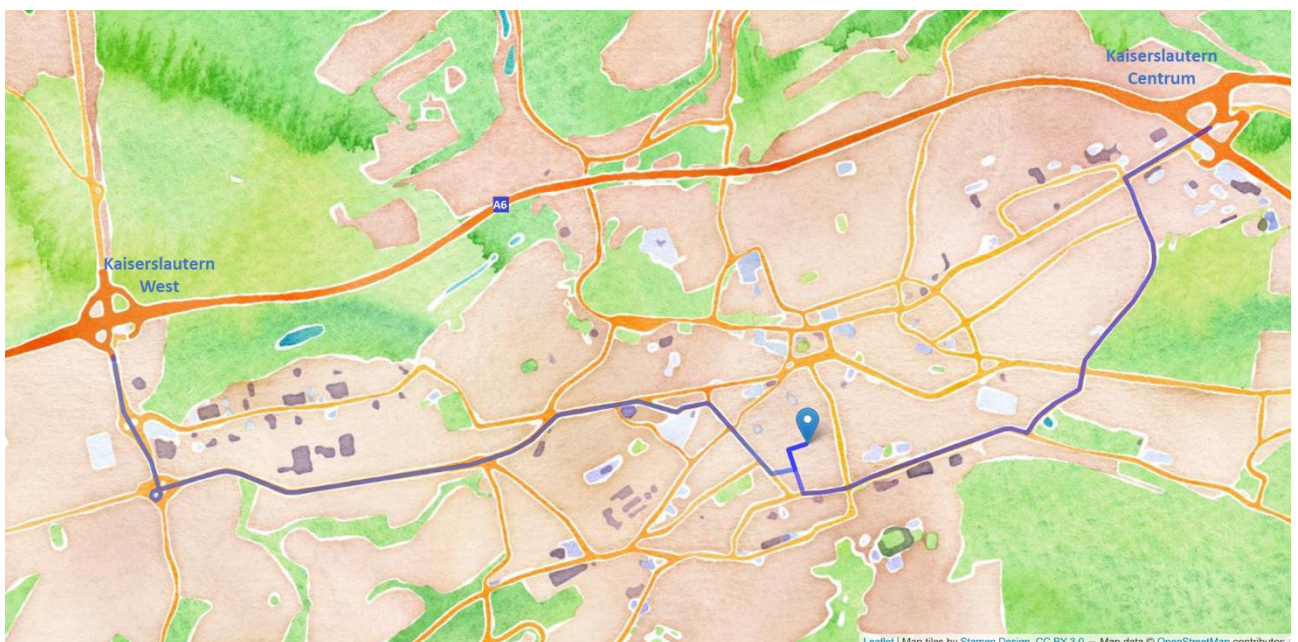 Kaiserslautern
Centrum
A6
Kaiserslautern
West
Leaflet | Map tiles by Stamen Design, CC BY 3.0 — Map data © OpenStreetMap contributor